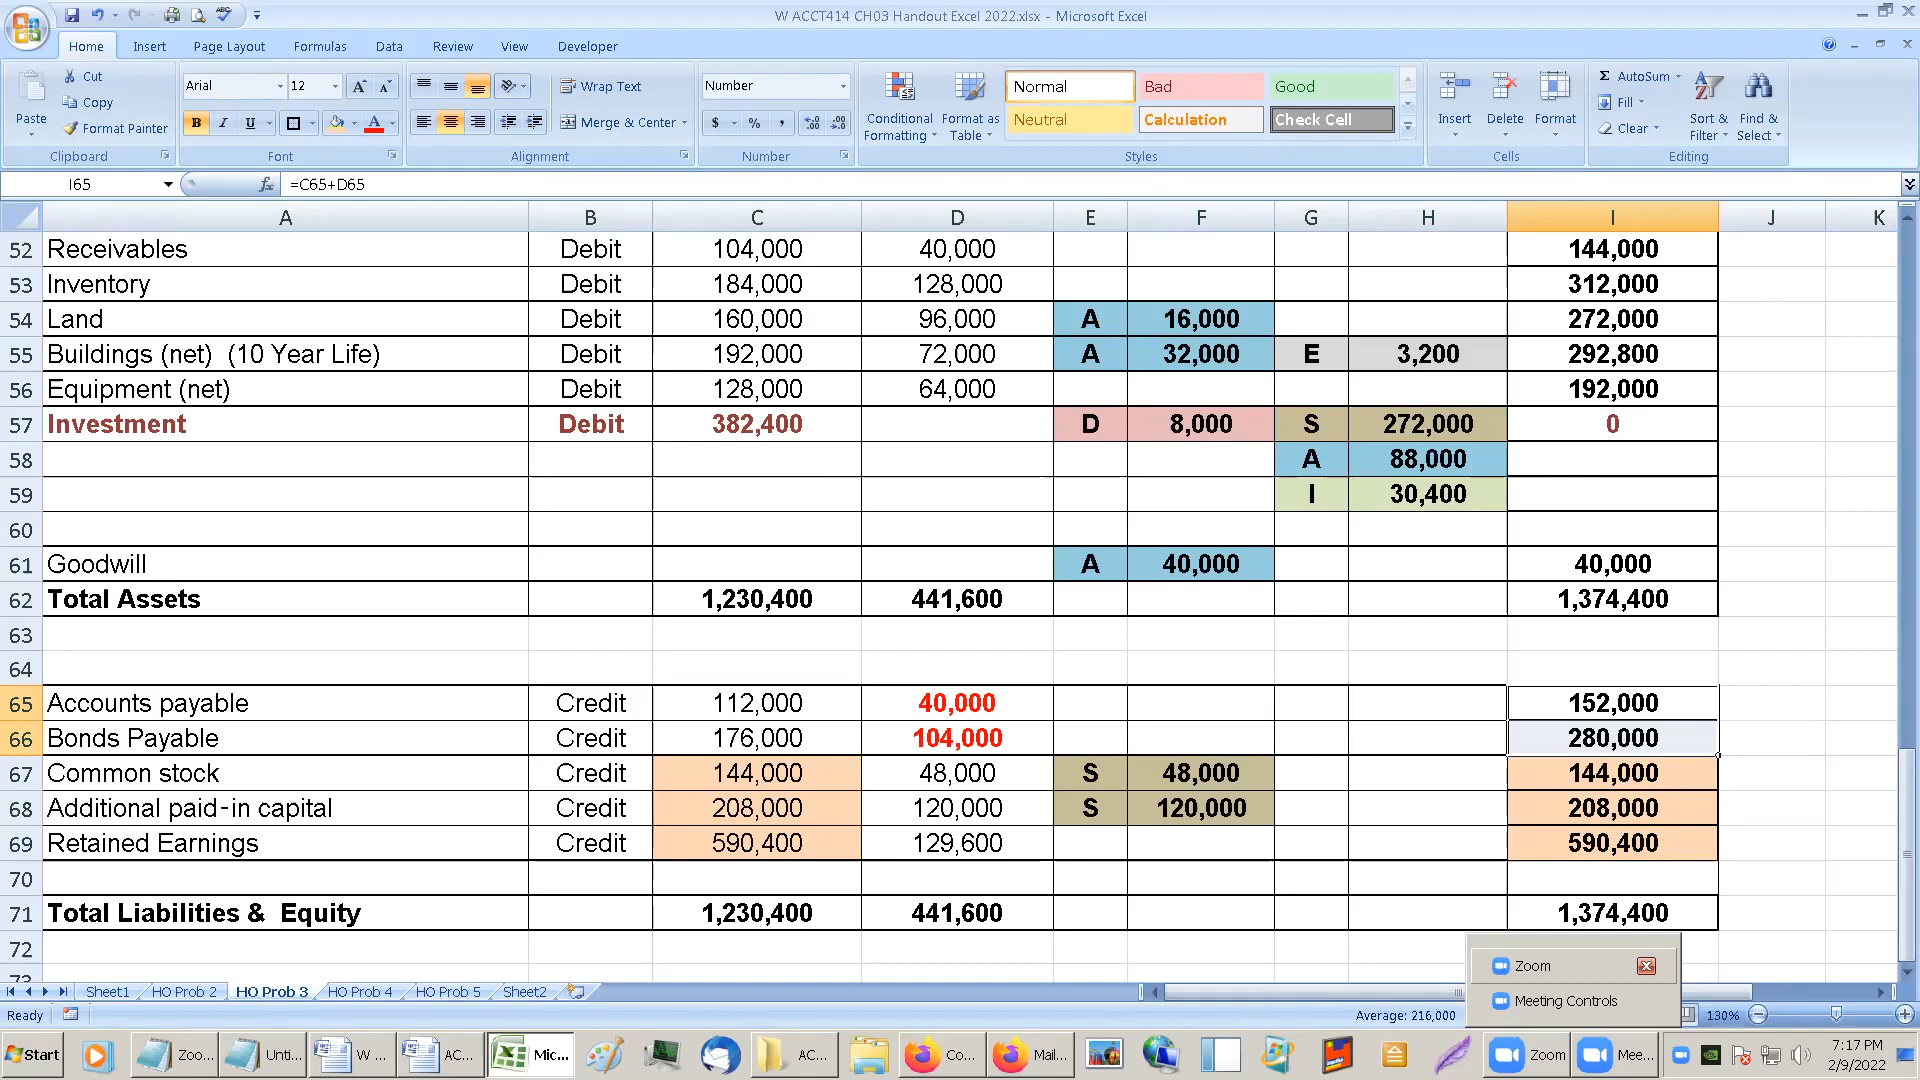 W ACCT414 CH03 Handout Excel 2022.xlsx - Microsoft Excel
Home Insert Page Layout Formulas Data Review View Developer
Paste Cut Copy Format Painter Clipboard
Arial 12 B I U Font
Wrap Text Merge & Center Alignment
Number $ % , Number
Conditional Formatting Format as Table Normal Bad Good Neutral Calculation Check Cell Styles
Insert Delete Format Cells
Σ AutoSum Fill Clear Sort & Filter Find & Select Editing
I65 fx =C65+D65
A B C D E F G H I J K
52 Receivables Debit 104,000 40,000 144,000
53 Inventory Debit 184,000 128,000 312,000
54 Land Debit 160,000 96,000 A 16,000 272,000
55 Buildings (net) (10 Year Life) Debit 192,000 72,000 A 32,000 E 3,200 292,800
56 Equipment (net) Debit 128,000 64,000 192,000
57 Investment Debit 382,400 D 8,000 S 272,000 0
58 A 88,000
59 I 30,400
60
61 Goodwill A 40,000 40,000
62 Total Assets 1,230,400 441,600 1,374,400
63
64
65 Accounts payable Credit 112,000 40,000 152,000
66 Bonds Payable Credit 176,000 104,000 280,000
67 Common stock Credit 144,000 48,000 S 48,000 144,000
68 Additional paid-in capital Credit 208,000 120,000 S 120,000 208,000
69 Retained Earnings Credit 590,400 129,600 590,400
70
71 Total Liabilities & Equity 1,230,400 441,600 1,374,400
72
73
Zoom
Meeting Controls
Sheet1 HO Prob 2 HO Prob 3 HO Prob 4 HO Prob 5 Sheet2
Ready Average: 216,000 130%
Start Zoo... Unti... W ... AC... Mic... AC... Co... Mail... Zoom Mee... 7:17 PM
2/9/2022